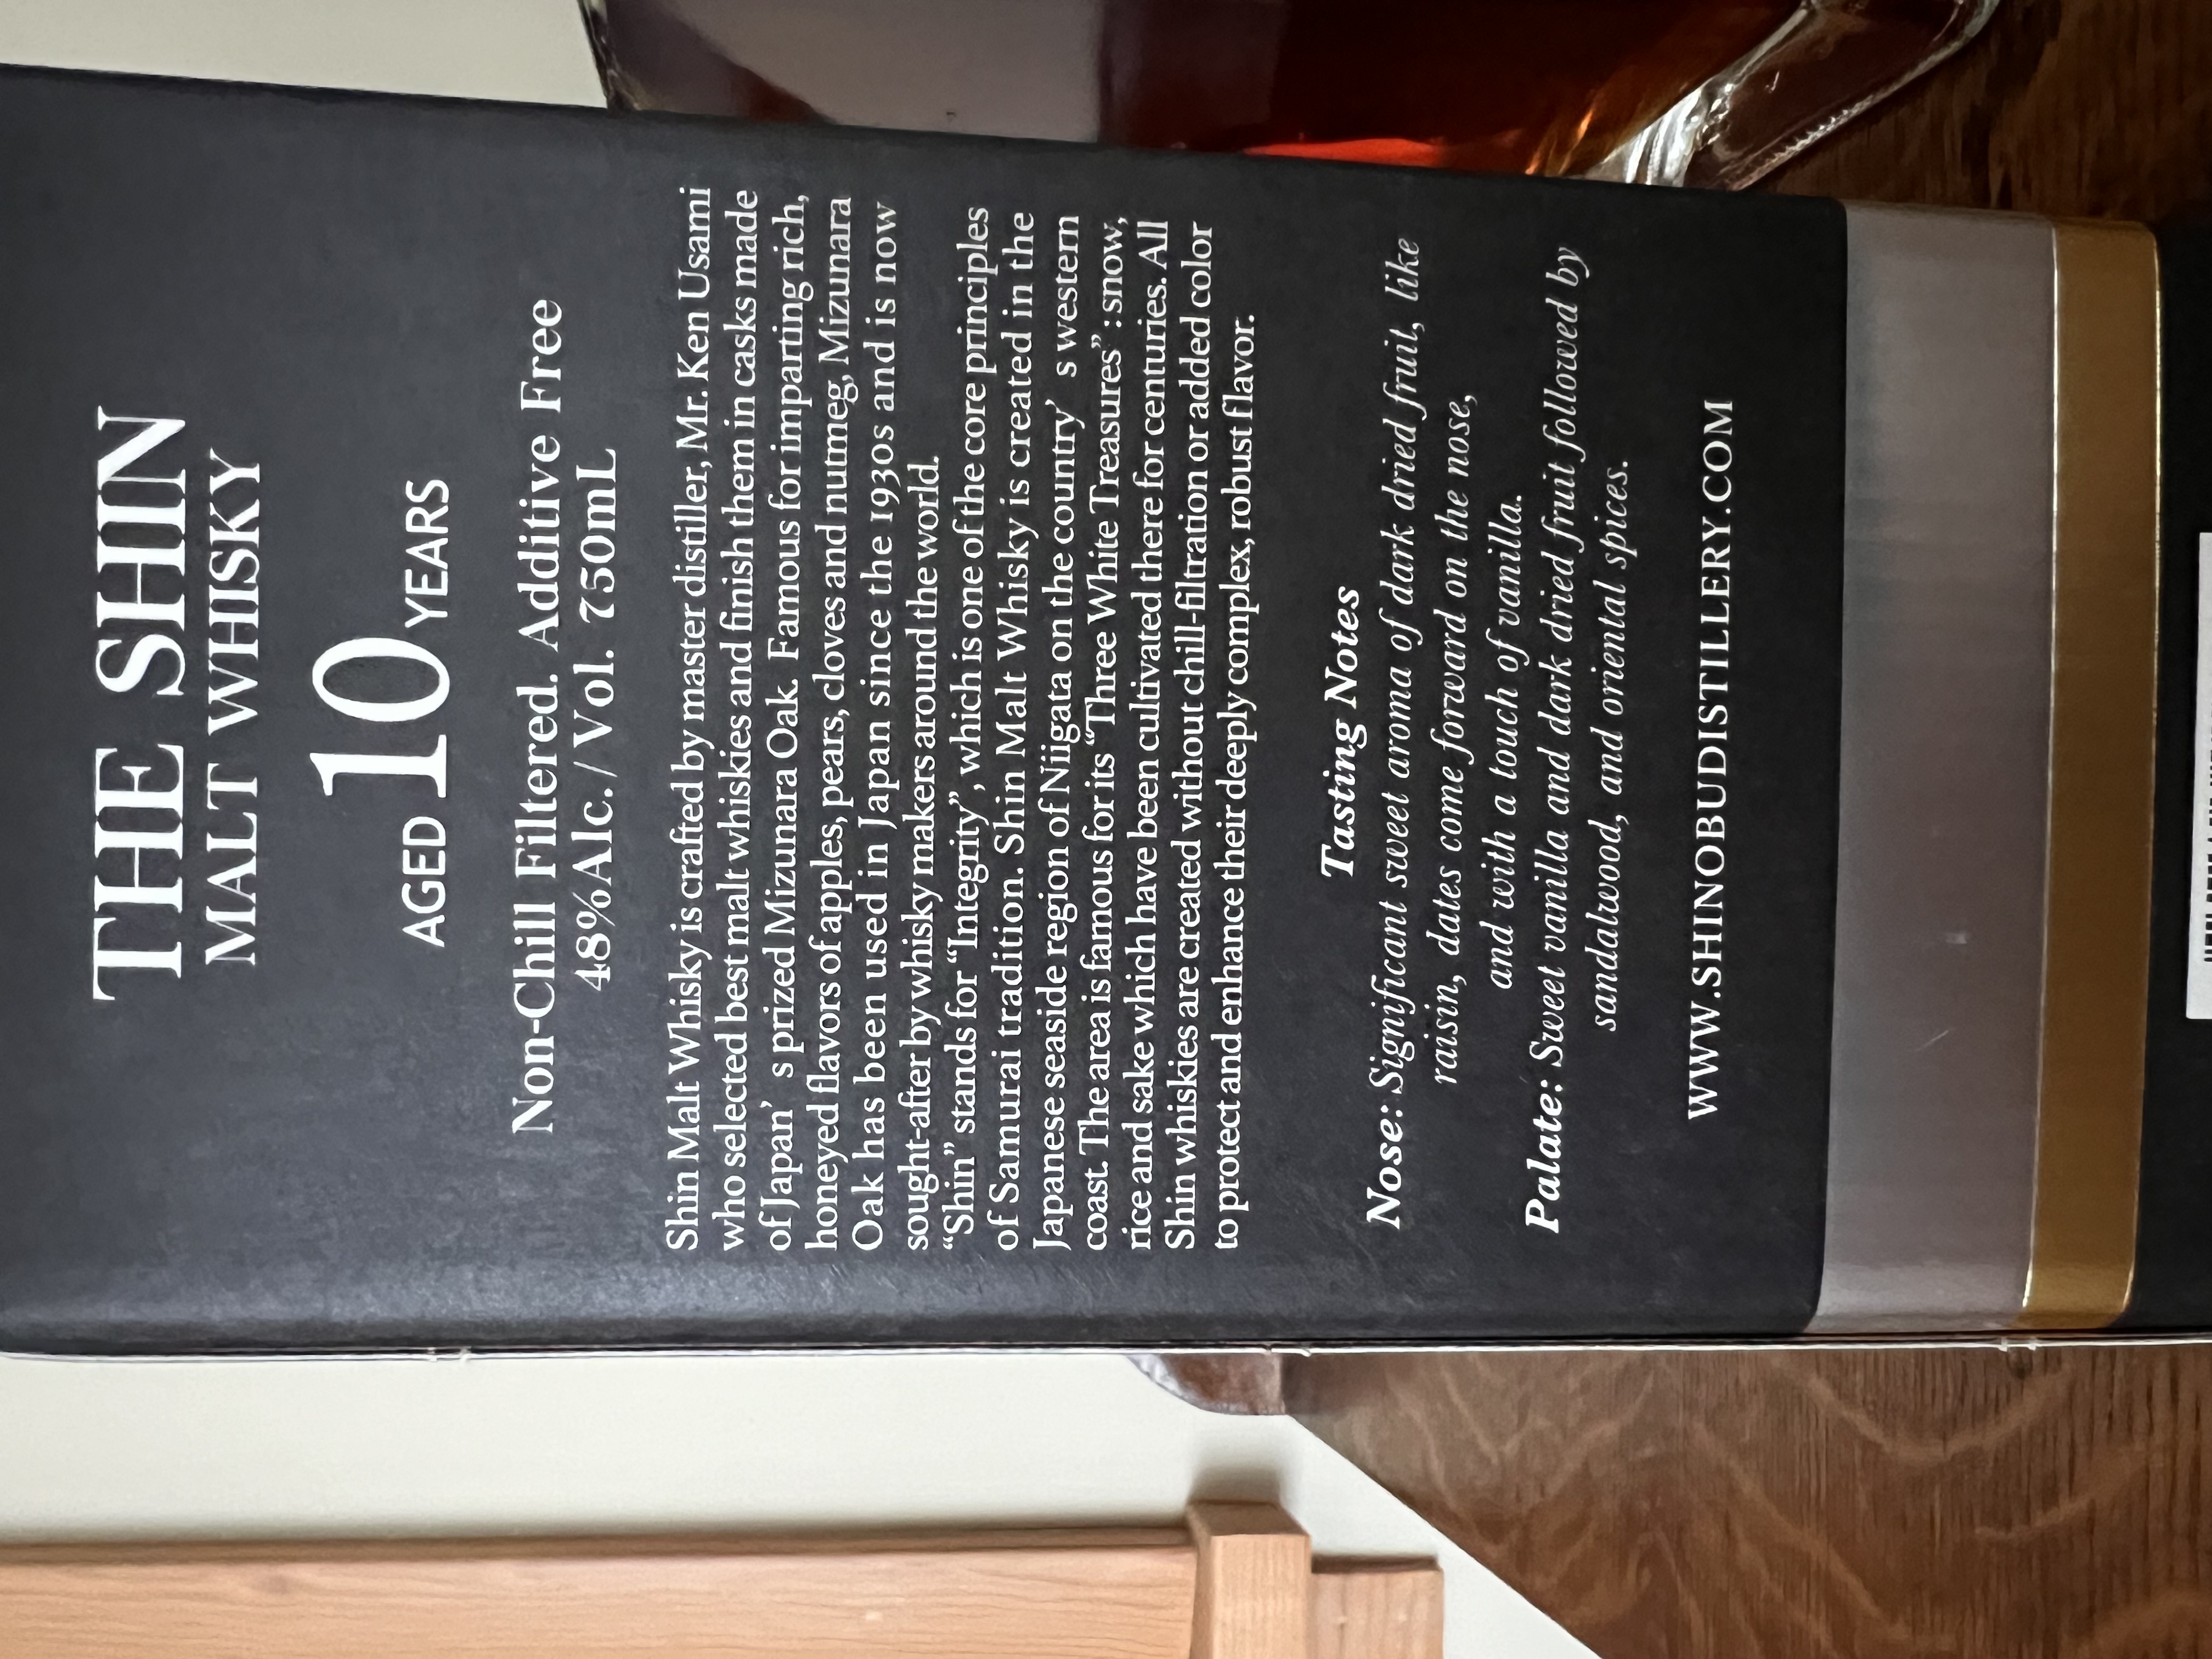 THE SHIN
MALT WHISKY
AGED 10 YEARS
Non-Chill Filtered. Additive Free
48%Alc. / Vol. 750mL
Shin Malt Whisky is crafted by master distiller, Mr. Ken Usami
who selected best malt whiskies and finish them in casks made
of Japan’ s prized Mizunara Oak. Famous for imparting rich,
honeyed flavors of apples, pears, cloves and nutmeg, Mizunara
Oak has been used in Japan since the 1930s and is now
sought-after by whisky makers around the world.
“Shin” stands for “Integrity”, which is one of the core principles
of Samurai tradition. Shin Malt Whisky is created in the
Japanese seaside region of Niigata on the country’ s western
coast. The area is famous for its “Three White Treasures” : snow,
rice and sake which have been cultivated there for centuries. All
Shin whiskies are created without chill-filtration or added color
to protect and enhance their deeply complex, robust flavor.
Tasting Notes
Nose: Significant sweet aroma of dark dried fruit, like
raisin, dates come forward on the nose,
and with a touch of vanilla.
Palate: Sweet vanilla and dark dried fruit followed by
sandalwood, and oriental spices.
WWW.SHINOBUDISTILLERY.COM